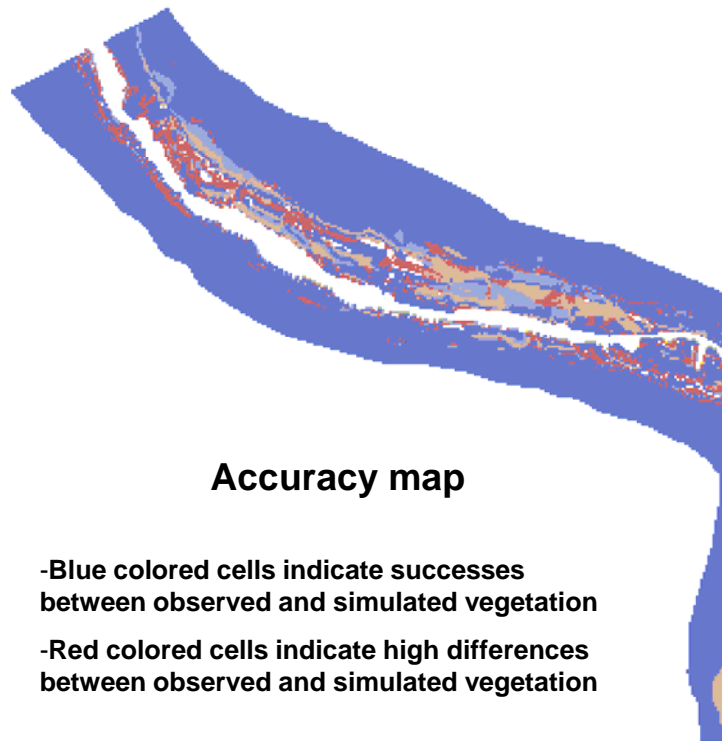 Accuracy map
-Blue colored cells indicate successes
between observed and simulated vegetation
-Red colored cells indicate high differences
between observed and simulated vegetation